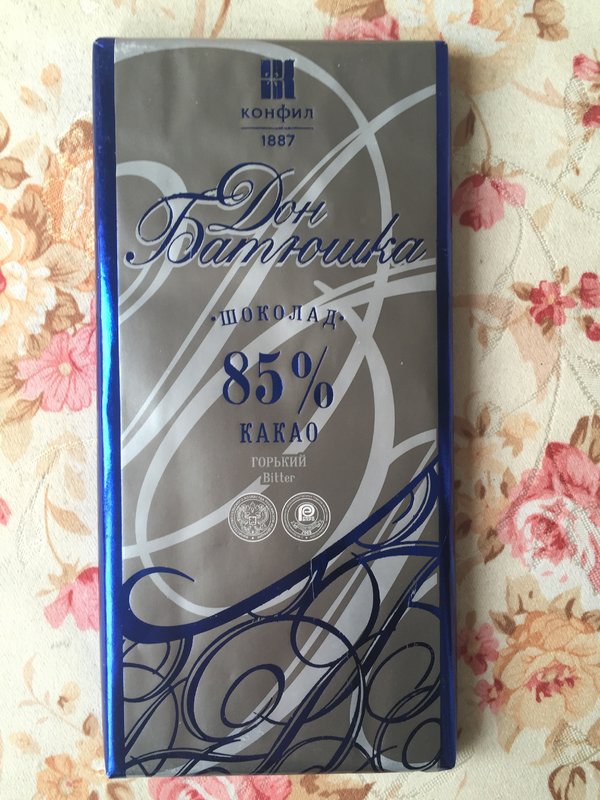 КОНФИЛ
1887
Дон
Батюшка
·ШОКОЛАД·
85%
КАКАО
ГОРЬКИЙ
Bitter